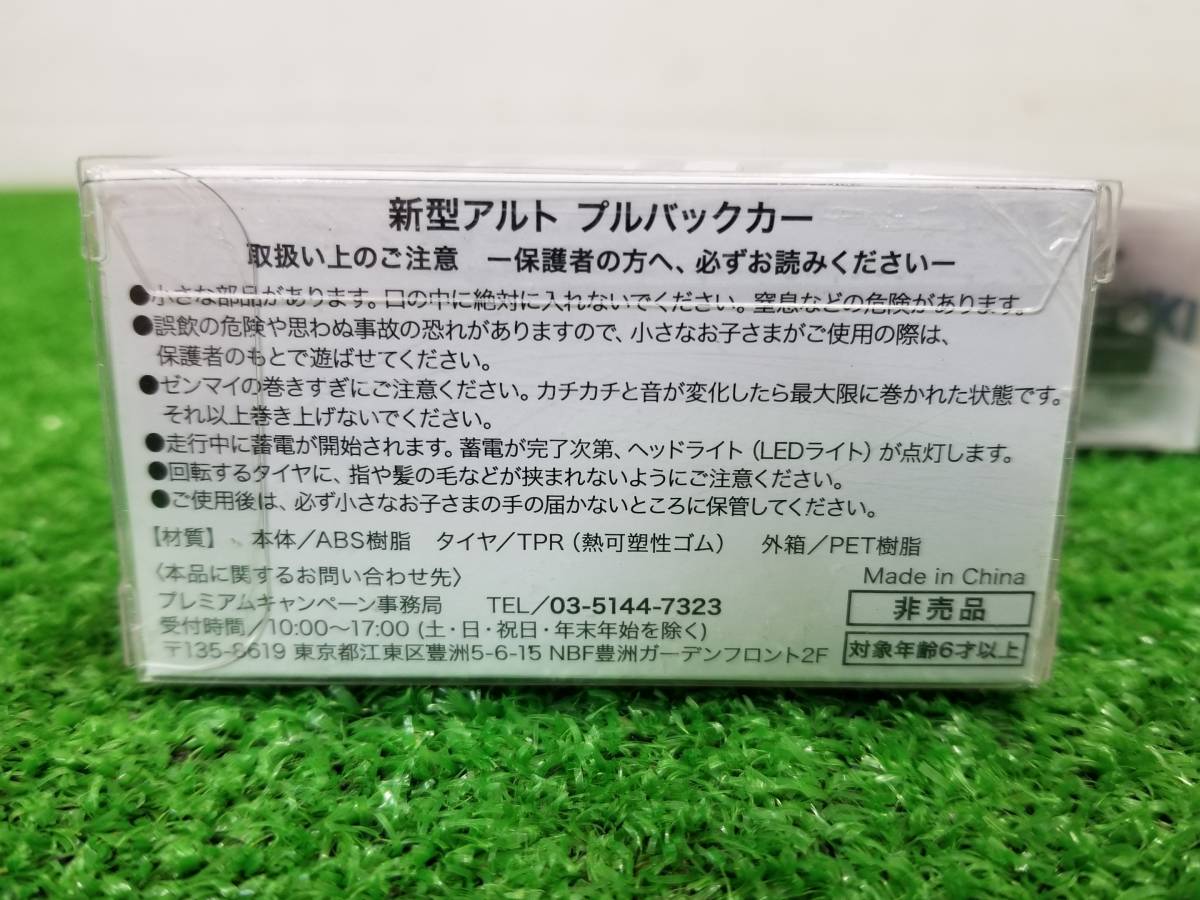 新型アルト プルバックカー
取扱い上のご注意 ー保護者の方へ、必ずお読みくださいー
●小さな部品があります。口の中に絶対に入れないでください。窒息などの危険があります。
●誤飲の危険や思わぬ事故の恐れがありますので、小さなお子さまがご使用の際は、
保護者のもとで遊ばせてください。
●ゼンマイの巻きすぎにご注意ください。カチカチと音が変化したら最大限に巻かれた状態です。
それ以上巻き上げないでください。
●走行中に蓄電が開始されます。蓄電が完了次第、ヘッドライト(LEDライト)が点灯します。
●回転するタイヤに、指や髪の毛などが挟まれないようにご注意ください。
●ご使用後は、必ず小さなお子さまの手の届かないところに保管してください。
【材質】 本体/ABS樹脂 タイヤ/TPR(熱可塑性ゴム) 外箱/PET樹脂
〈本品に関するお問い合わせ先〉
プレミアムキャンペーン事務局 TEL/03-5144-7323
受付時間/10:00〜17:00 (土・日・祝日・年末年始を除く)
〒135-8619 東京都江東区豊洲5-6-15 NBF豊洲ガーデンフロント2F
Made in China
非売品
対象年齢6才以上